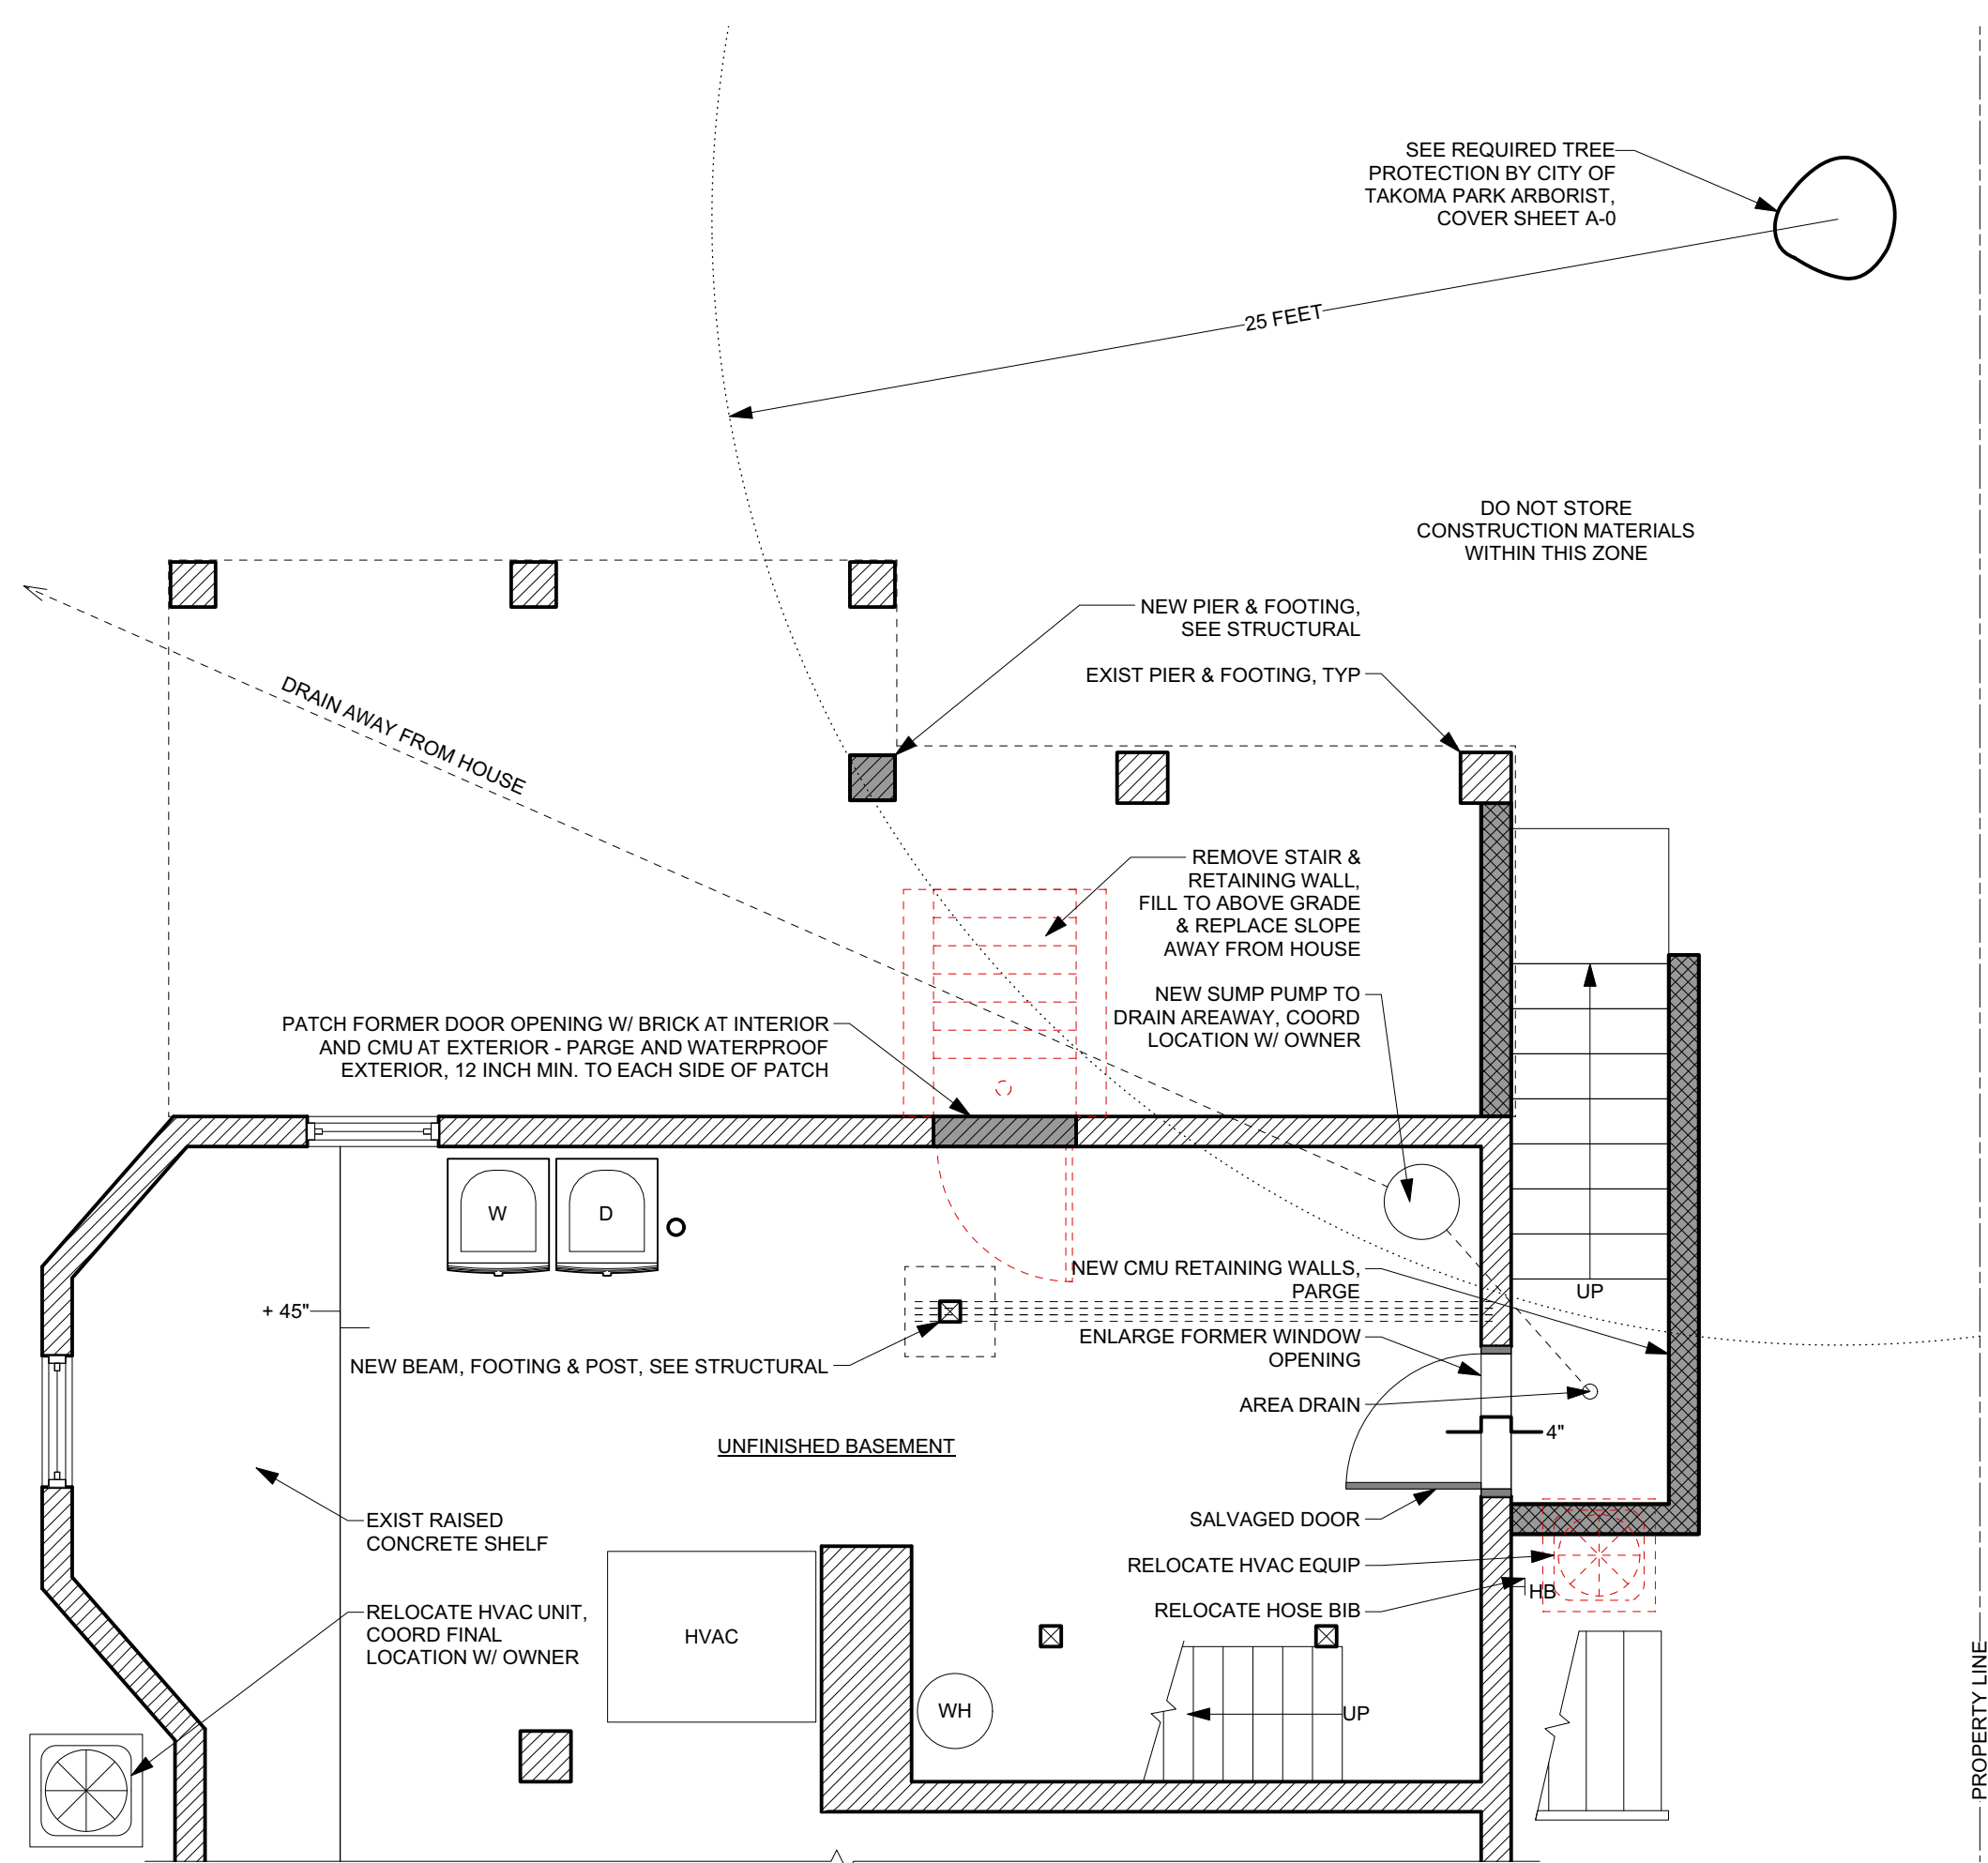 SEE REQUIRED TREE
PROTECTION BY CITY OF
TAKOMA PARK ARBORIST,
COVER SHEET A-0
25 FEET
DO NOT STORE
CONSTRUCTION MATERIALS
WITHIN THIS ZONE
NEW PIER & FOOTING,
SEE STRUCTURAL
EXIST PIER & FOOTING, TYP
DRAIN AWAY FROM HOUSE
REMOVE STAIR &
RETAINING WALL,
FILL TO ABOVE GRADE
& REPLACE SLOPE
AWAY FROM HOUSE
NEW SUMP PUMP TO
DRAIN AREAWAY, COORD
LOCATION W/ OWNER
PATCH FORMER DOOR OPENING W/ BRICK AT INTERIOR
AND CMU AT EXTERIOR - PARGE AND WATERPROOF
EXTERIOR, 12 INCH MIN. TO EACH SIDE OF PATCH
W
D
NEW CMU RETAINING WALLS,
PARGE
UP
+ 45"
ENLARGE FORMER WINDOW
OPENING
NEW BEAM, FOOTING & POST, SEE STRUCTURAL
AREA DRAIN
4"
UNFINISHED BASEMENT
EXIST RAISED
CONCRETE SHELF
SALVAGED DOOR
RELOCATE HVAC EQUIP
HB
RELOCATE HOSE BIB
RELOCATE HVAC UNIT,
COORD FINAL
LOCATION W/ OWNER
HVAC
WH
UP
PROPERTY LINE